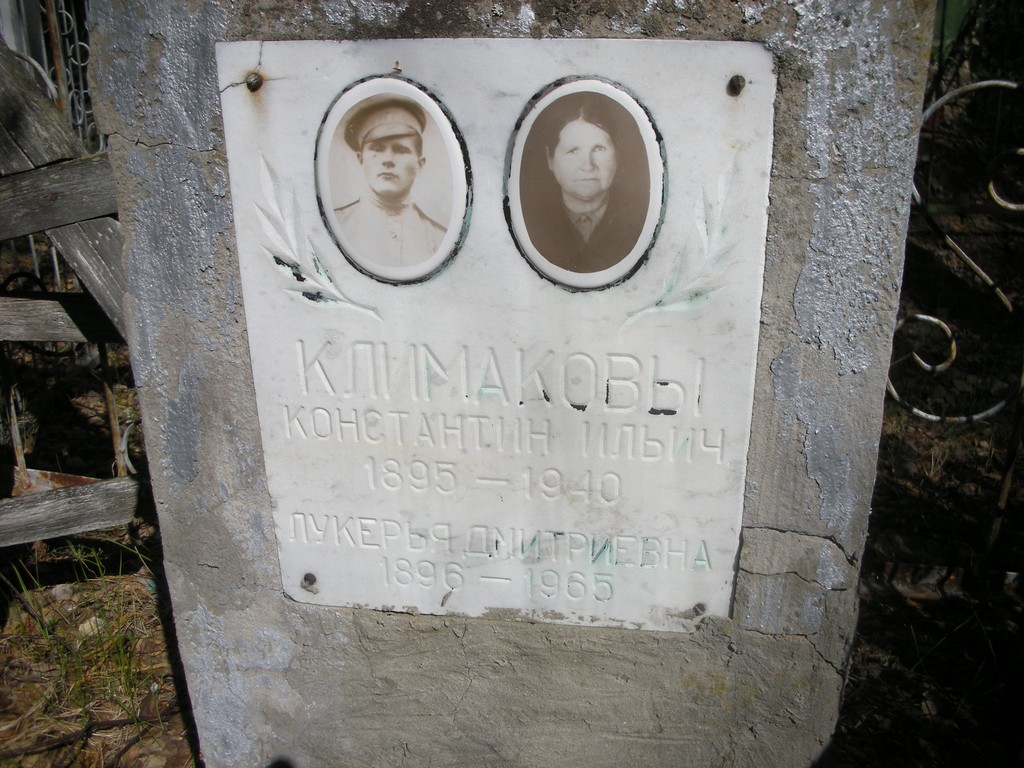 КЛИМАКОВЫ
КОНСТАНТИН ИЛЬИЧ
1895 — 1940
ЛУКЕРЬЯ ДМИТРИЕВНА
1896 — 1965